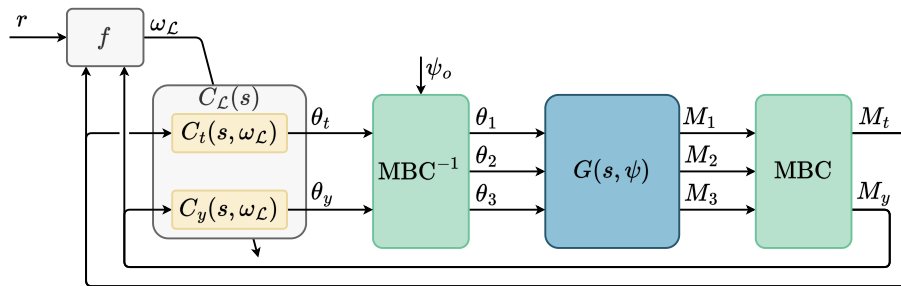 r
f
ω_ℒ
C_ℒ(s)
C_t(s, ω_ℒ)
C_y(s, ω_ℒ)
θ_t
θ_y
ψ_o
MBC⁻¹
θ_1
θ_2
θ_3
G(s, ψ)
M_1
M_2
M_3
MBC
M_t
M_y